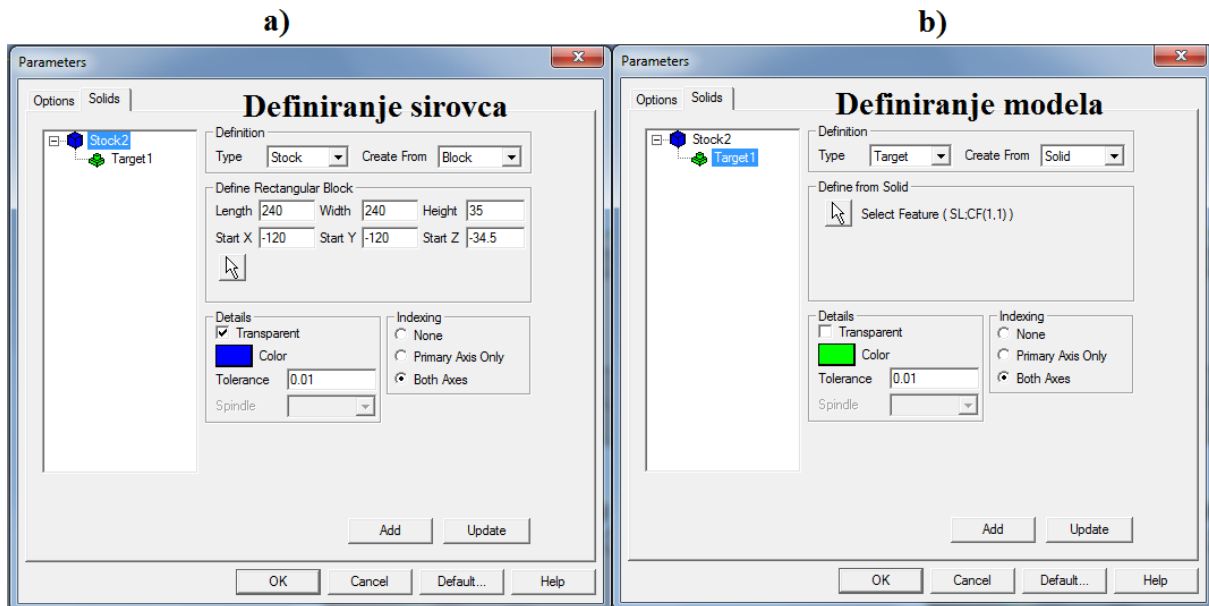 a)
Parameters
Options Solids
Definiranje sirovca
Stock2
Target1
Definition
Type Stock Create From Block
Define Rectangular Block
Length 240 Width 240 Height 35
Start X -120 Start Y -120 Start Z -34.5
Details
Transparent
Color
Tolerance 0.01
Spindle
Indexing
None
Primary Axis Only
Both Axes
Add Update
OK Cancel Default... Help
b)
Parameters
Options Solids
Definiranje modela
Stock2
Target1
Definition
Type Target Create From Solid
Define from Solid
Select Feature ( SL;CF(1,1) )
Details
Transparent
Color
Tolerance 0.01
Spindle
Indexing
None
Primary Axis Only
Both Axes
Add Update
OK Cancel Default... Help